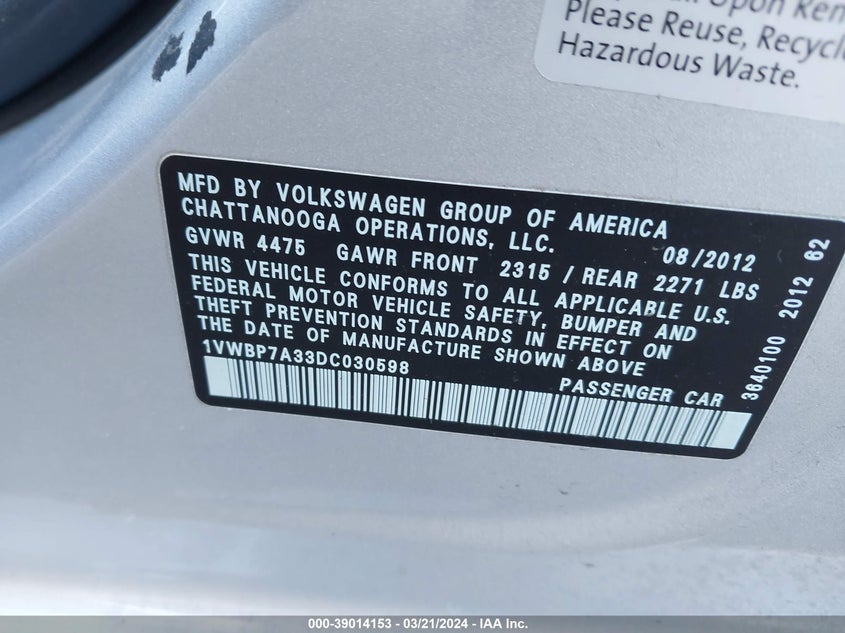 Upon Ren
Please Reuse, Recycle
Hazardous Waste.
MFD BY VOLKSWAGEN GROUP OF AMERICA
CHATTANOOGA OPERATIONS, LLC.
GVWR 4475 GAWR FRONT 2315 / REAR 2271 LBS 08/2012
THIS VEHICLE CONFORMS TO ALL APPLICABLE U.S.
FEDERAL MOTOR VEHICLE SAFETY, BUMPER AND
THEFT PREVENTION STANDARDS IN EFFECT ON
THE DATE OF MANUFACTURE SHOWN ABOVE
1VWBP7A33DC030598
PASSENGER CAR
3640100 2012 62
000-39014153 - 03/21/2024 - IAA Inc.